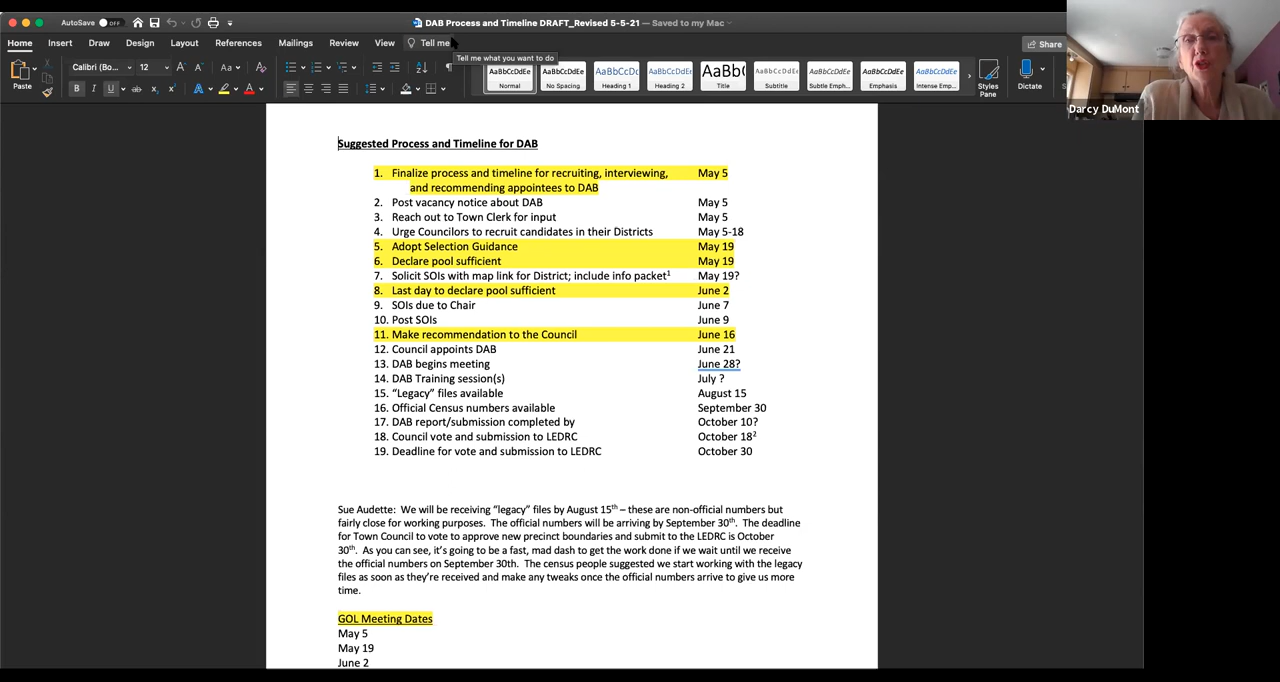 AutoSave OFF DAB Process and Timeline DRAFT_Revised 5-5-21 — Saved to my Mac
Home Insert Draw Design Layout References Mailings Review View Tell me Share
Tell me what you want to do
Paste Calibri (Bo... 12 Aa
B I U ab x₂ x² A A
AaBbCcDdEe AaBbCcDdEe AaBbCcDc AaBbCcDdEe AaBb( AaBbCcDdEe AaBbCcDdEe AaBbCcDdEe AaBbCcDdEe
Normal No Spacing Heading 1 Heading 2 Title Subtitle Subtle Emph... Emphasis Intense Emp... Styles Pane Dictate
Darcy DuMont
Suggested Process and Timeline for DAB
1. Finalize process and timeline for recruiting, interviewing, May 5
and recommending appointees to DAB
2. Post vacancy notice about DAB May 5
3. Reach out to Town Clerk for input May 5
4. Urge Councilors to recruit candidates in their Districts May 5-18
5. Adopt Selection Guidance May 19
6. Declare pool sufficient May 19
7. Solicit SOIs with map link for District; include info packet¹ May 19?
8. Last day to declare pool sufficient June 2
9. SOIs due to Chair June 7
10. Post SOIs June 9
11. Make recommendation to the Council June 16
12. Council appoints DAB June 21
13. DAB begins meeting June 28?
14. DAB Training session(s) July ?
15. “Legacy” files available August 15
16. Official Census numbers available September 30
17. DAB report/submission completed by October 10?
18. Council vote and submission to LEDRC October 18²
19. Deadline for vote and submission to LEDRC October 30
Sue Audette: We will be receiving “legacy” files by August 15th – these are non-official numbers but
fairly close for working purposes. The official numbers will be arriving by September 30th. The deadline
for Town Council to vote to approve new precinct boundaries and submit to the LEDRC is October
30th. As you can see, it’s going to be a fast, mad dash to get the work done if we wait until we receive
the official numbers on September 30th. The census people suggested we start working with the legacy
files as soon as they’re received and make any tweaks once the official numbers arrive to give us more
time.
GOL Meeting Dates
May 5
May 19
June 2